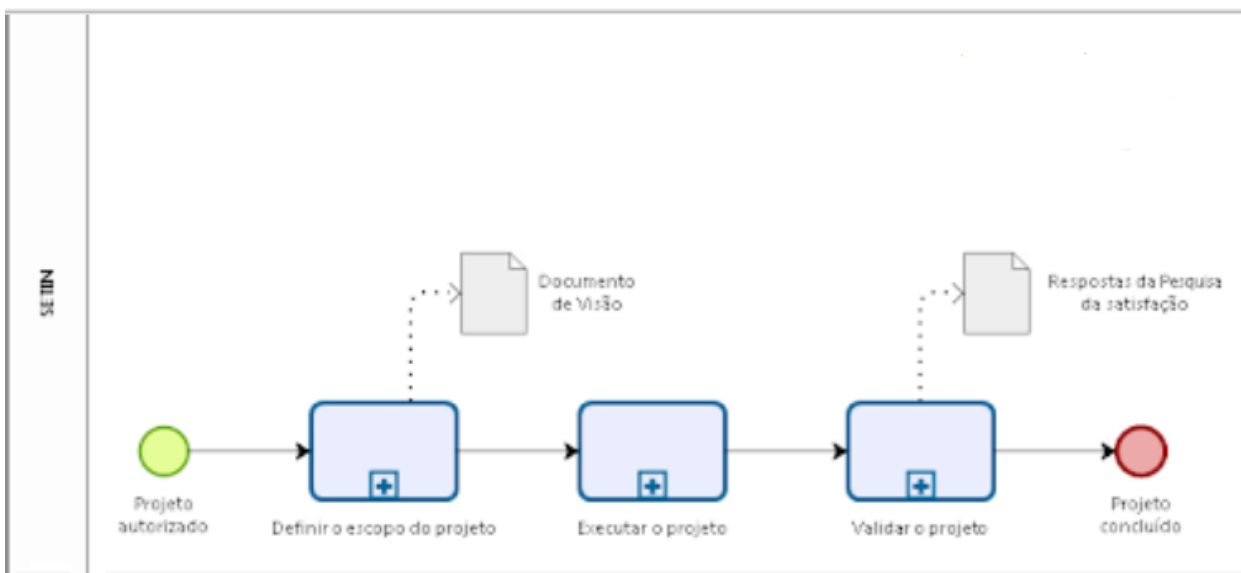 SETIN
Documento
de Visão
Respostas da Pesquisa
da satisfação
Projeto
autorizado
Definir o escopo do projeto
Executar o projeto
Validar o projeto
Projeto
concluído